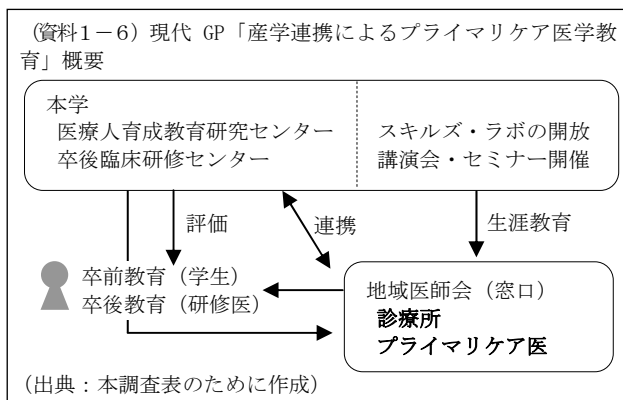 (資料1-6)現代 GP「産学連携によるプライマリケア医学教
育」概要
本学
医療人育成教育研究センター
卒後臨床研修センター
スキルズ・ラボの開放
講演会・セミナー開催
評価
連携
生涯教育
卒前教育(学生)
卒後教育(研修医)
地域医師会(窓口)
診療所
プライマリケア医
(出典:本調査表のために作成)